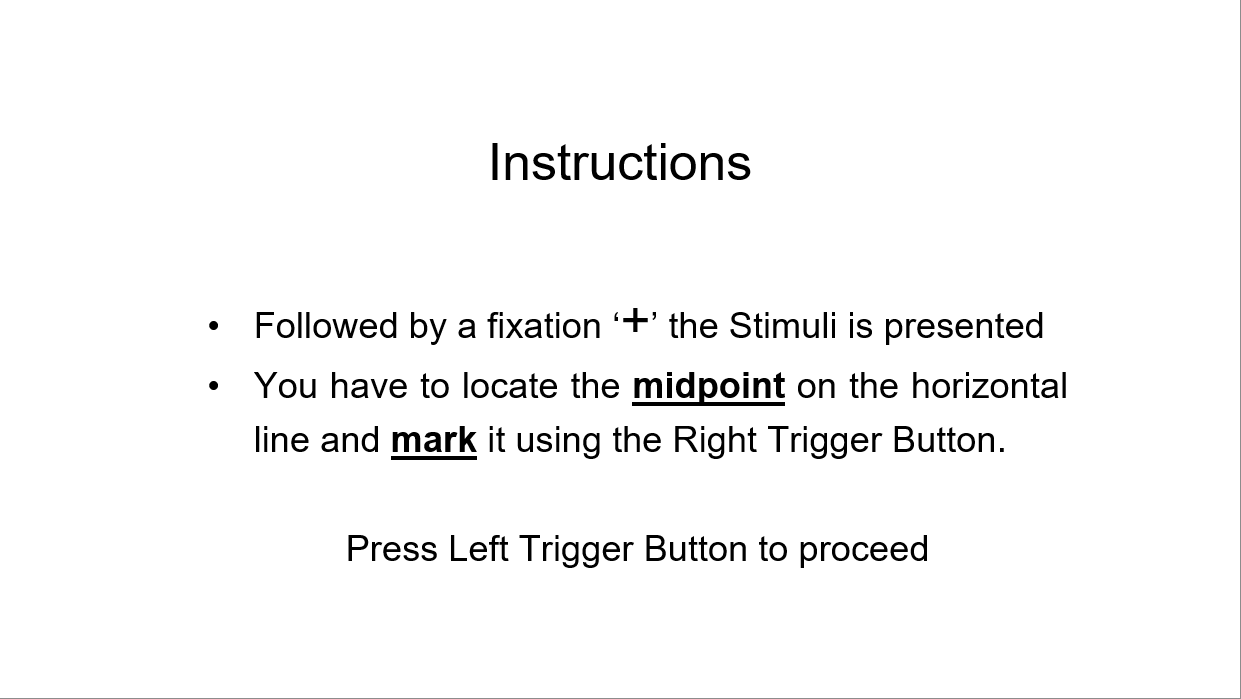 Instructions
• Followed by a fixation ‘+’ the Stimuli is presented
• You have to locate the midpoint on the horizontal
line and mark it using the Right Trigger Button.
Press Left Trigger Button to proceed